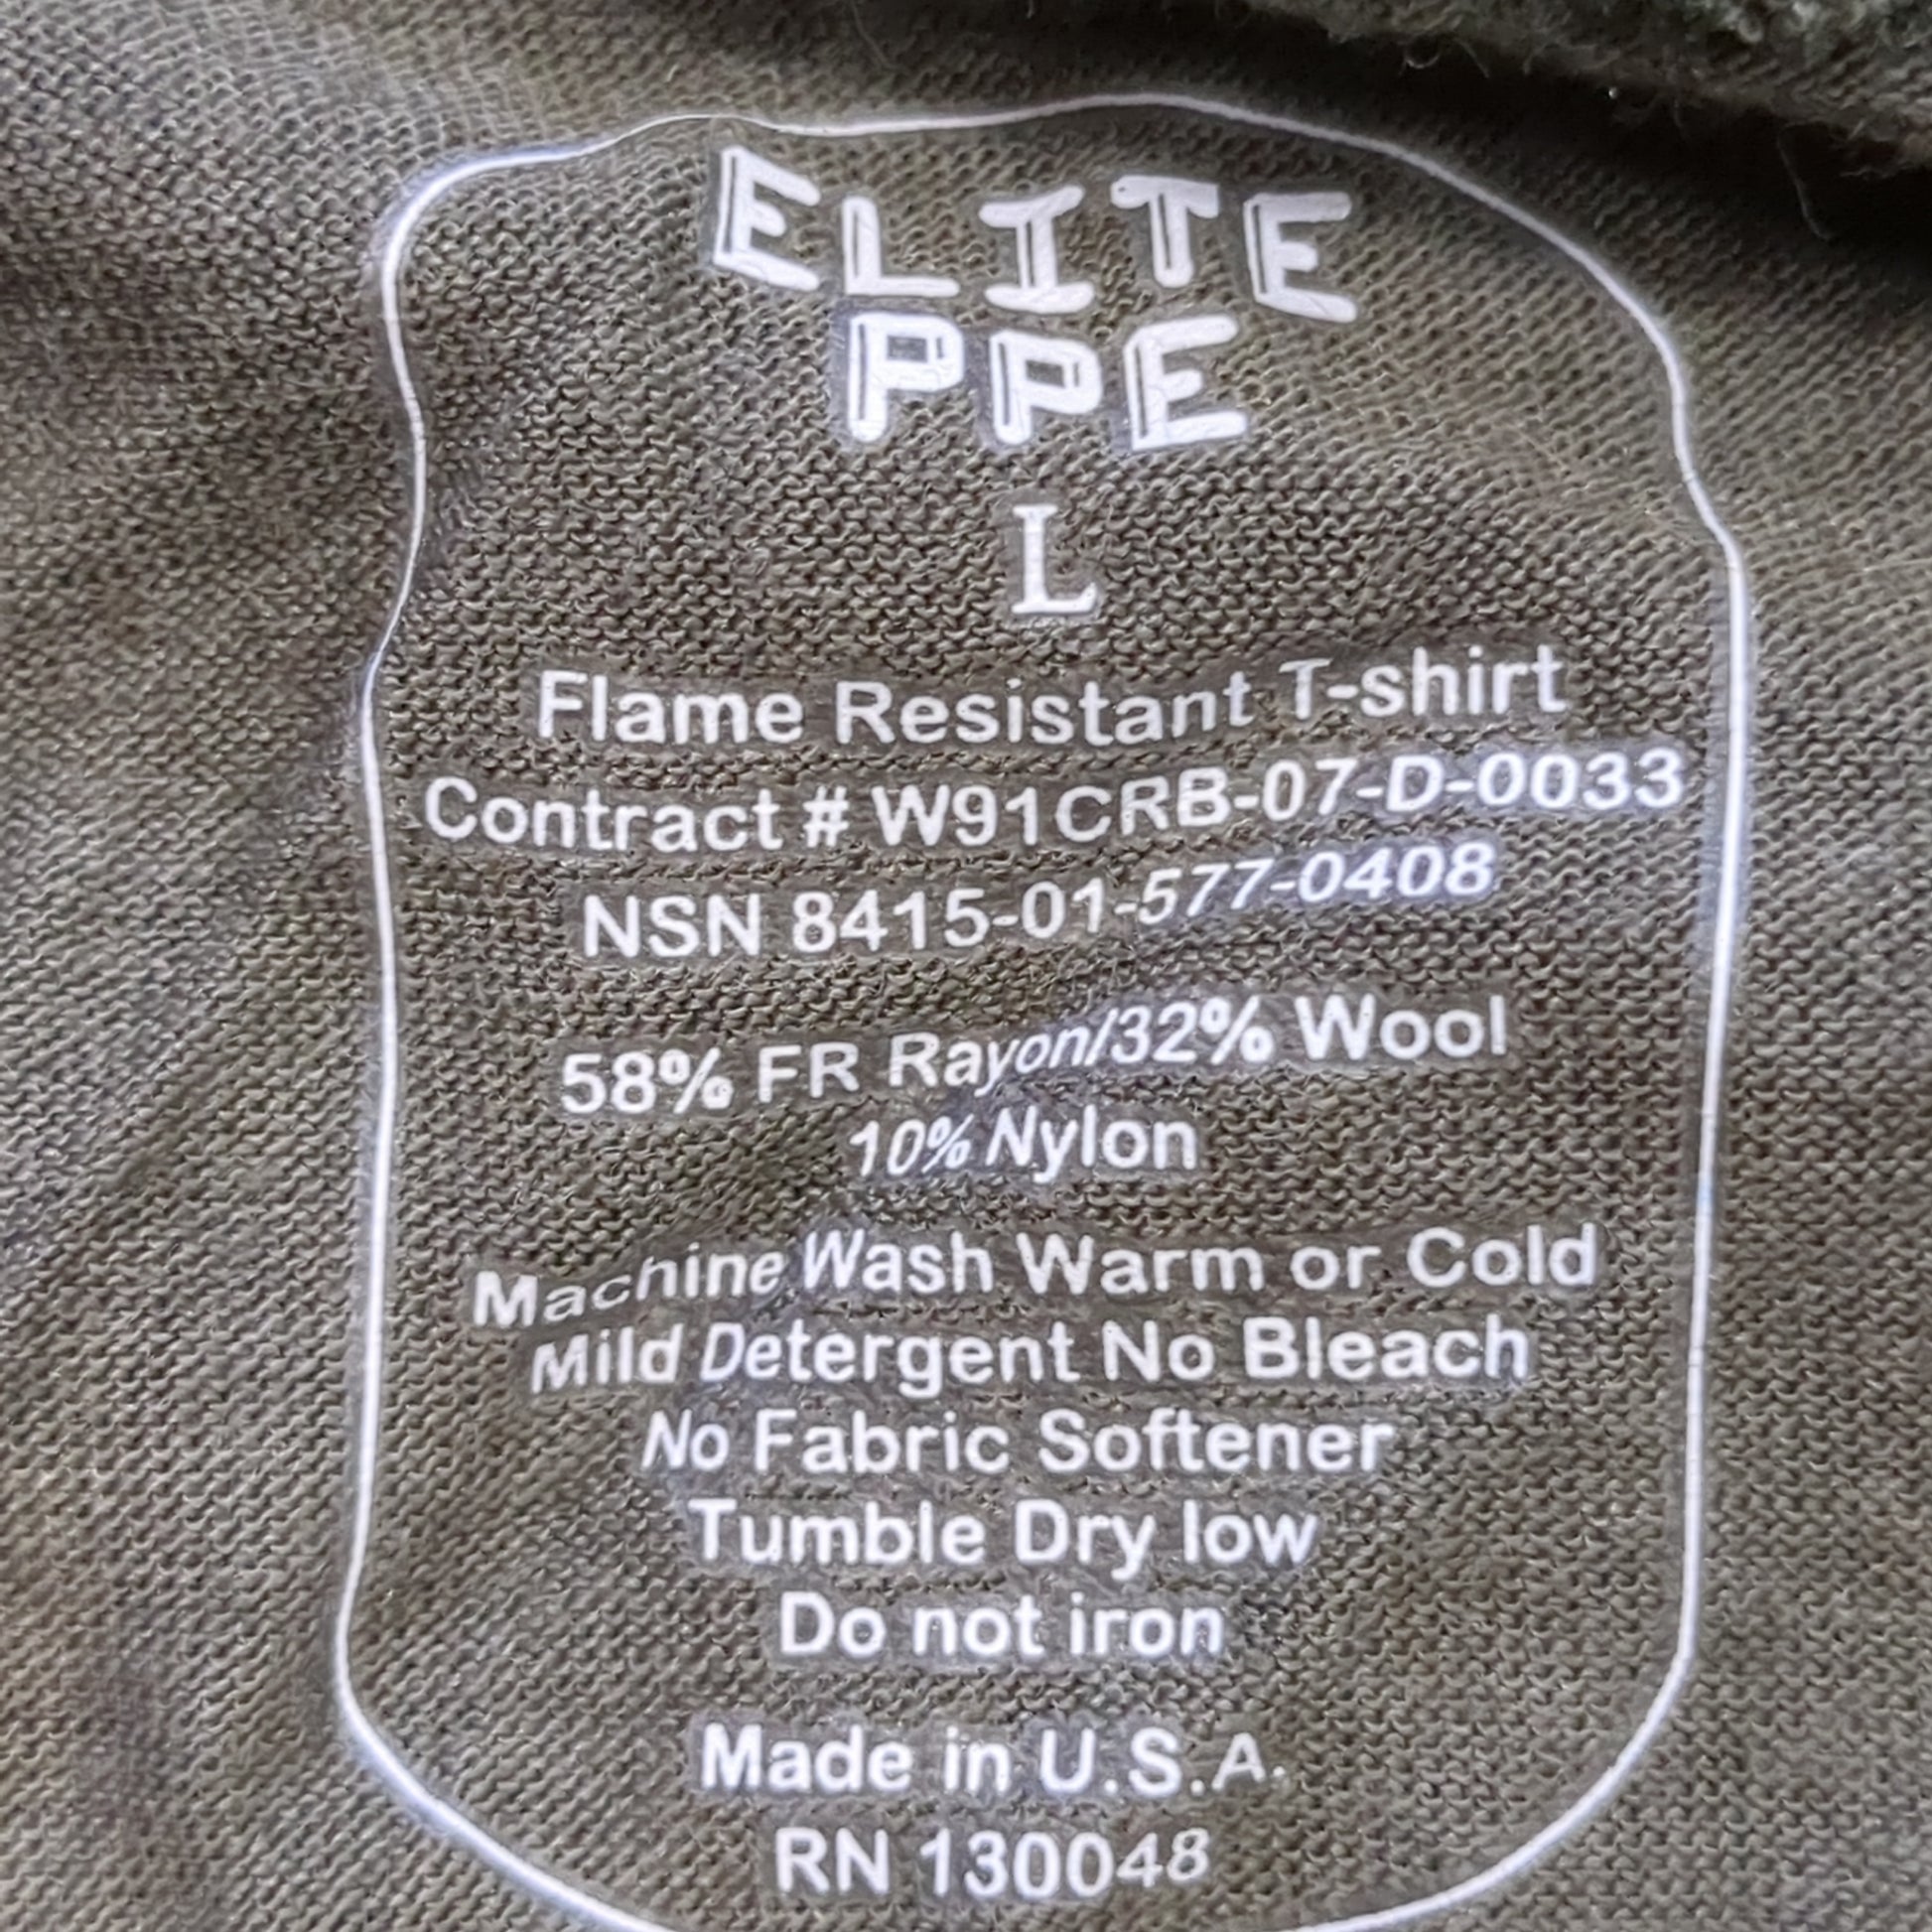 ELITE
PPE
L
Flame Resistant T-shirt
Contract # W91CRB-07-D-0033
NSN 8415-01-577-0408
58% FR Rayon/32% Wool
10% Nylon
Machine Wash Warm or Cold
Mild Detergent No Bleach
No Fabric Softener
Tumble Dry low
Do not iron
Made in U.S.A.
RN 130048